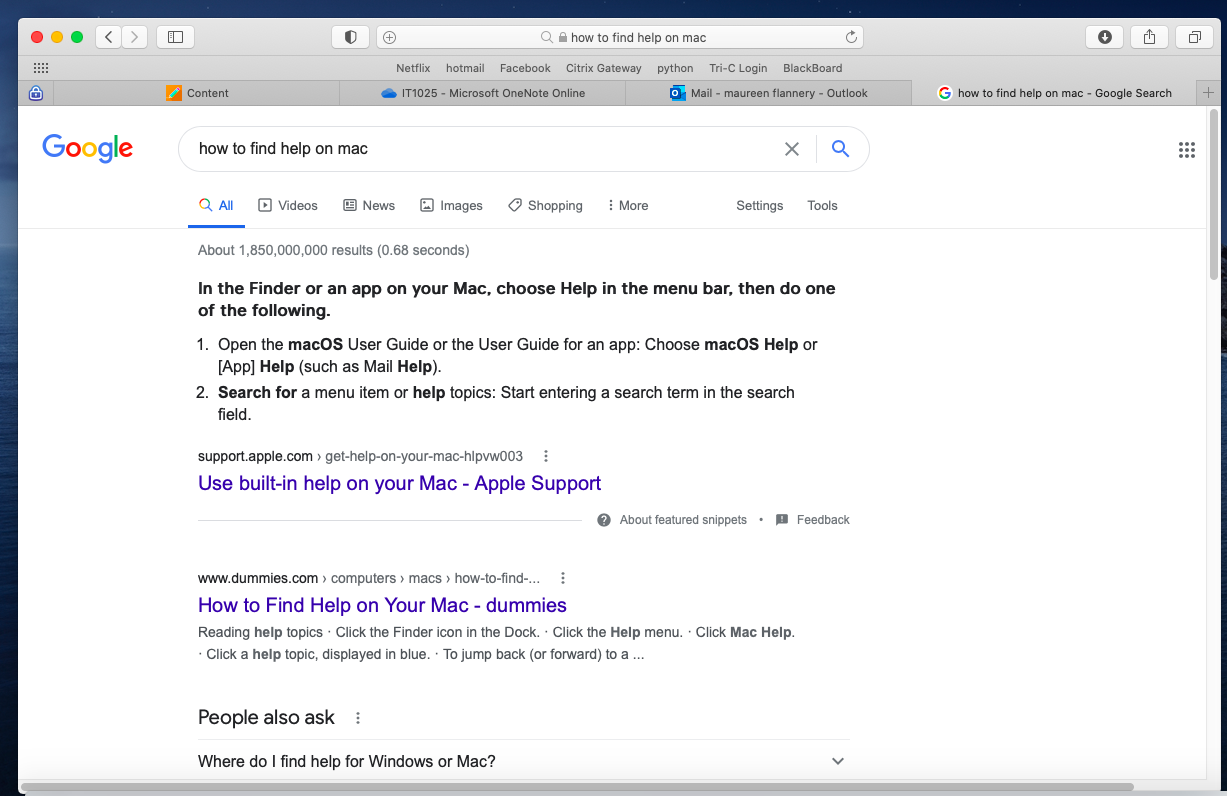 how to find help on mac
Netflix hotmail Facebook Citrix Gateway python Tri-C Login BlackBoard
Content IT1025 - Microsoft OneNote Online Mail - maureen flannery - Outlook how to find help on mac - Google Search
Google how to find help on mac
All Videos News Images Shopping More Settings Tools
About 1,850,000,000 results (0.68 seconds)
In the Finder or an app on your Mac, choose Help in the menu bar, then do one
of the following.
1. Open the macOS User Guide or the User Guide for an app: Choose macOS Help or
[App] Help (such as Mail Help).
2. Search for a menu item or help topics: Start entering a search term in the search
field.
support.apple.com › get-help-on-your-mac-hlpvw003
Use built-in help on your Mac - Apple Support
About featured snippets • Feedback
www.dummies.com › computers › macs › how-to-find-...
How to Find Help on Your Mac - dummies
Reading help topics · Click the Finder icon in the Dock. · Click the Help menu. · Click Mac Help.
· Click a help topic, displayed in blue. · To jump back (or forward) to a ...
People also ask
Where do I find help for Windows or Mac?